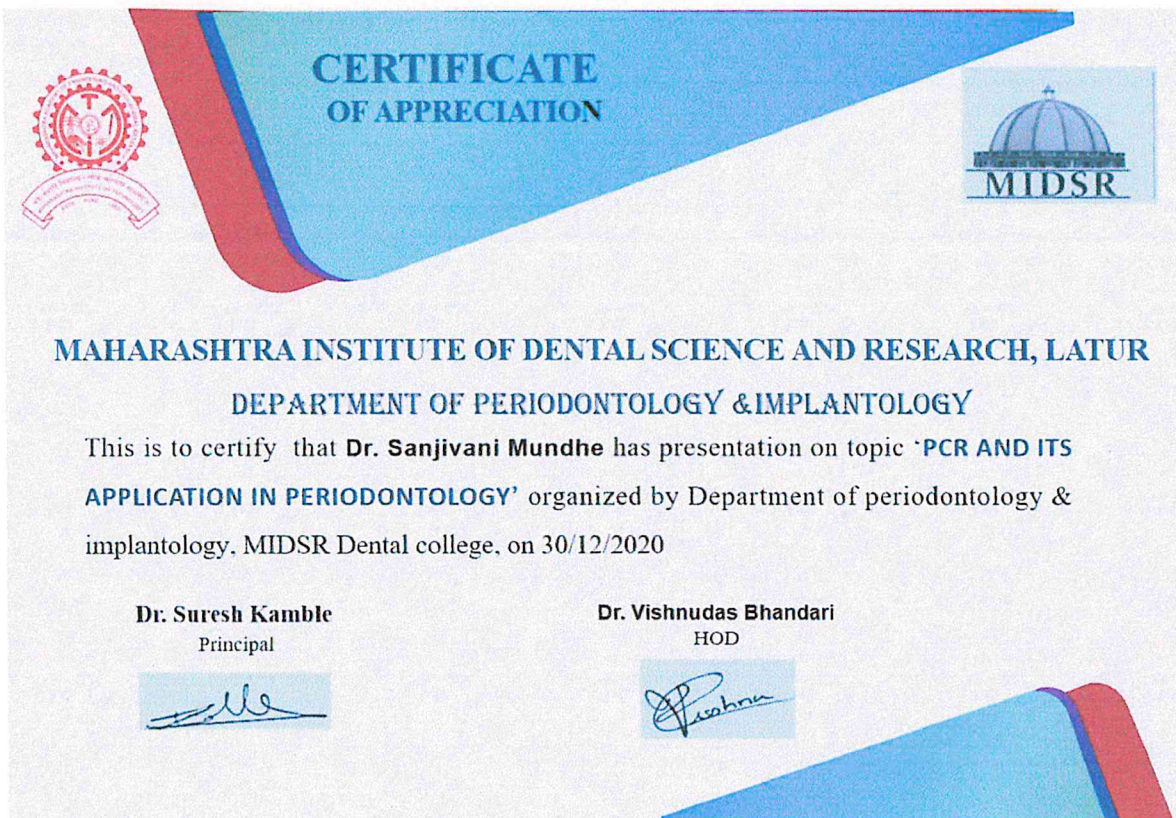 CERTIFICATE
OF APPRECIATION
MIDSR
MAHARASHTRA INSTITUTE OF DENTAL SCIENCE AND RESEARCH, LATUR
DEPARTMENT OF PERIODONTOLOGY &IMPLANTOLOGY
This is to certify that Dr. Sanjivani Mundhe has presentation on topic 'PCR AND ITS
APPLICATION IN PERIODONTOLOGY' organized by Department of periodontology &
implantology, MIDSR Dental college, on 30/12/2020
Dr. Suresh Kamble
Principal
Dr. Vishnudas Bhandari
HOD